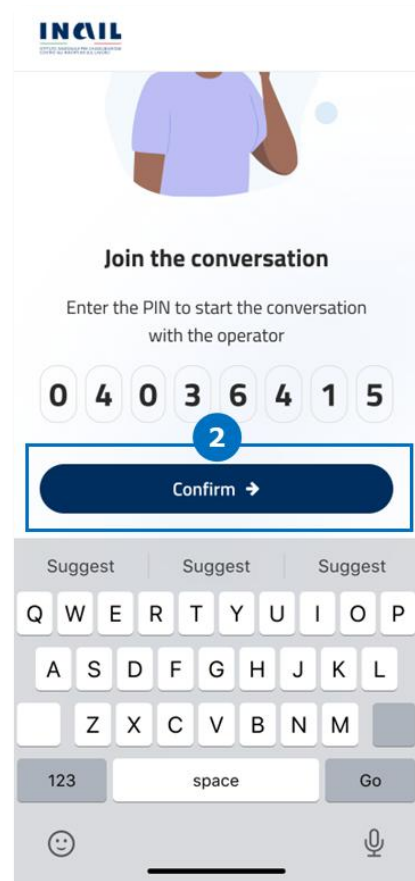 INAIL
Join the conversation
Enter the PIN to start the conversation
with the operator
0 4 0 3 6 4 1 5
2
Confirm →
Suggest Suggest Suggest
Q W E R T Y U I O P
A S D F G H J K L
Z X C V B N M
123 space Go